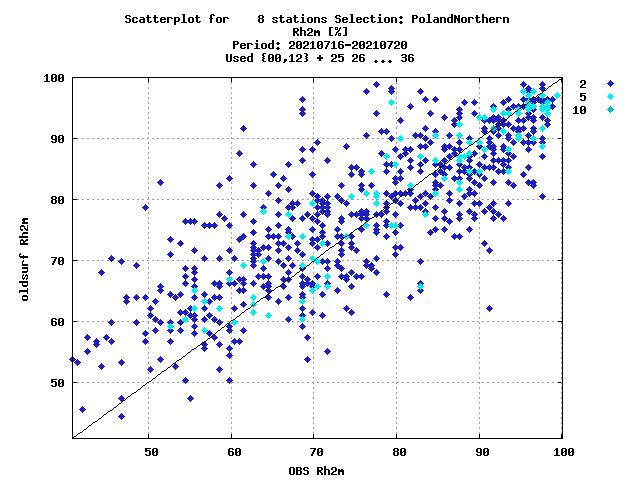 Scatterplot for    8 stations Selection: PolandNorthern
Rh2m [%]
Period: 20210716-20210720
Used {00,12} + 25 26 ... 36
2
5
10
100
90
80
70
60
50
oldsurf Rh2m
50 60 70 80 90 100
OBS Rh2m